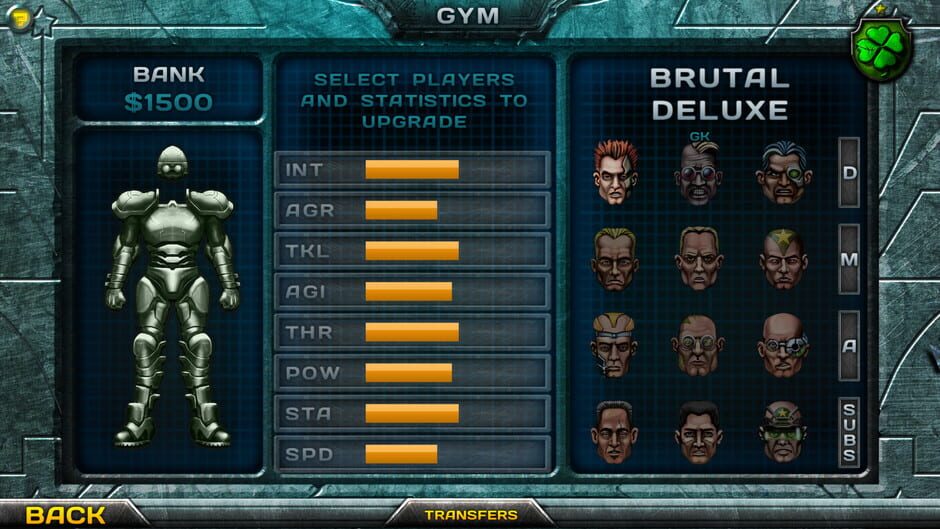 GYM
BANK
$1500
SELECT PLAYERS
AND STATISTICS TO
UPGRADE
INT
AGR
TKL
AGI
THR
POW
STA
SPD
BRUTAL
DELUXE
GK
D
M
A
SUBS
BACK
TRANSFERS